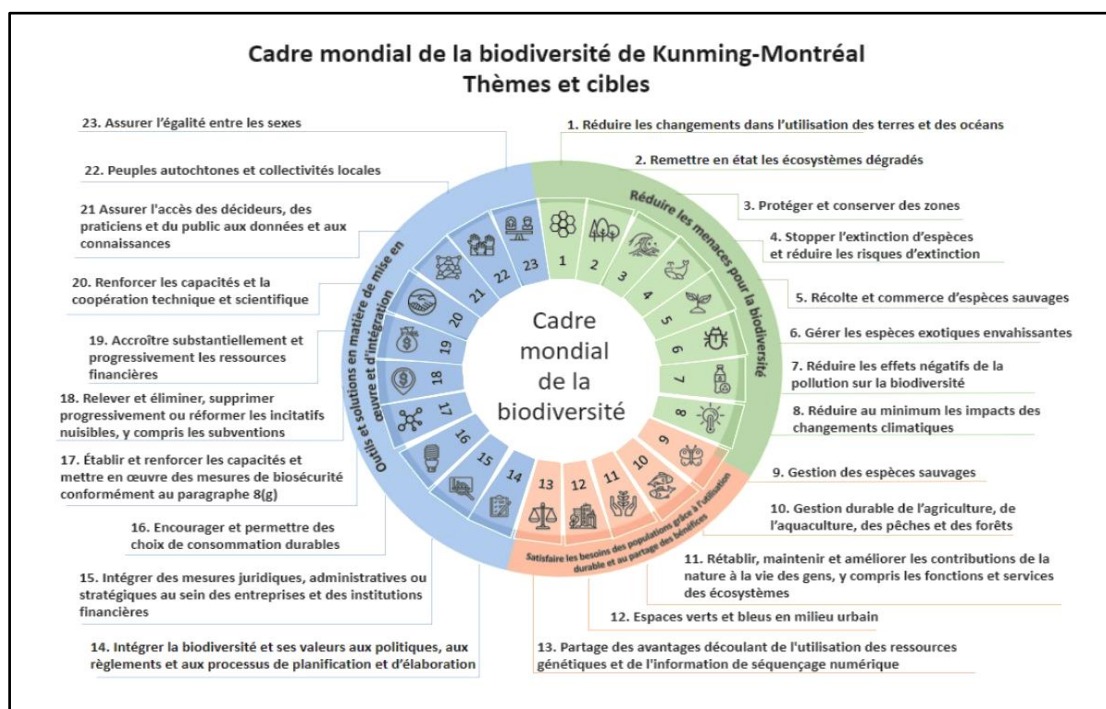 Cadre mondial de la biodiversité de Kunming-Montréal
Thèmes et cibles
23. Assurer l'égalité entre les sexes
22. Peuples autochtones et collectivités locales
21 Assurer l'accès des décideurs, des
praticiens et du public aux données et aux
connaissances
20. Renforcer les capacités et la
coopération technique et scientifique
19. Accroître substantiellement et
progressivement les ressources
financières
18. Relever et éliminer, supprimer
progressivement ou réformer les incitatifs
nuisibles, y compris les subventions
17. Établir et renforcer les capacités et
mettre en œuvre des mesures de biosécurité
conformément au paragraphe 8(g)
16. Encourager et permettre des
choix de consommation durables
15. Intégrer des mesures juridiques, administratives ou
stratégiques au sein des entreprises et des institutions
financières
14. Intégrer la biodiversité et ses valeurs aux politiques, aux
règlements et aux processus de planification et d'élaboration
1. Réduire les changements dans l'utilisation des terres et des océans
2. Remettre en état les écosystèmes dégradés
3. Protéger et conserver des zones
4. Stopper l'extinction d'espèces
et réduire les risques d'extinction
5. Récolte et commerce d'espèces sauvages
6. Gérer les espèces exotiques envahissantes
7. Réduire les effets négatifs de la
pollution sur la biodiversité
8. Réduire au minimum les impacts des
changements climatiques
9. Gestion des espèces sauvages
10. Gestion durable de l'agriculture, de
l'aquaculture, des pêches et des forêts
11. Rétablir, maintenir et améliorer les contributions de la
nature à la vie des gens, y compris les fonctions et services
des écosystèmes
12. Espaces verts et bleus en milieu urbain
13. Partage des avantages découlant de l'utilisation des ressources
génétiques et de l'information de séquençage numérique
Réduire les menaces pour la biodiversité
Satisfaire les besoins des populations grâce à l'utilisation
durable et au partage des bénéfices
Outils et solutions en matière de mise en
œuvre et d'intégration
1
2
3
4
5
6
7
8
9
10
11
12
13
14
15
16
17
18
19
20
21
22
23
Cadre
mondial
de la
biodiversité